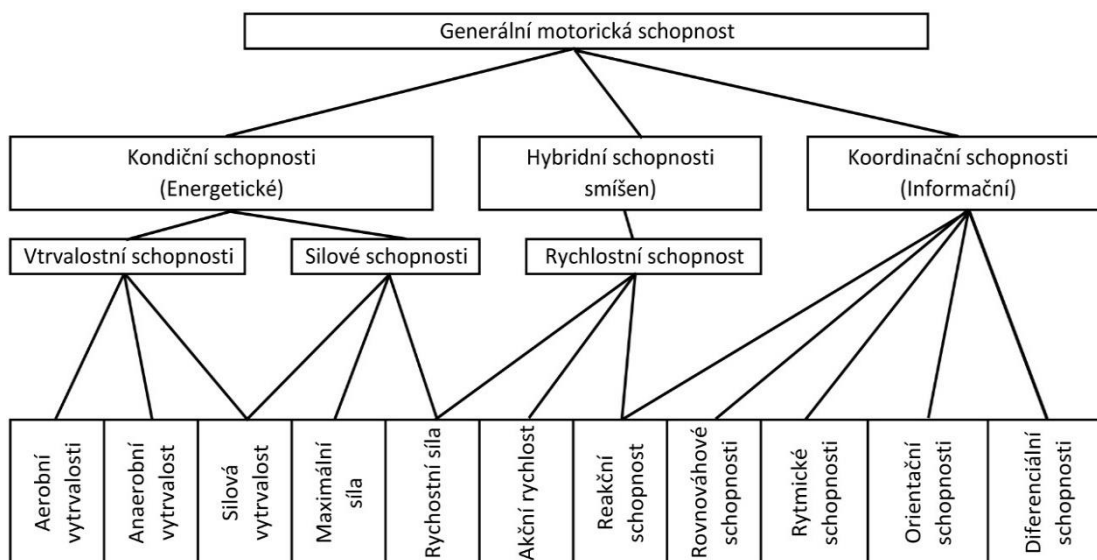 Generální motorická schopnost
Kondiční schopnosti
(Energetické)
Hybridní schopnosti
smíšen)
Koordinační schopnosti
(Informační)
Vtrvalostní schopnosti
Silové schopnosti
Rychlostní schopnost
Aerobní
vytrvalosti
Anaerobní
vytrvalost
Silová
vytrvalost
Maximální
síla
Rychostní síla
Akční rychlost
Reakční
schopnost
Rovnováhové
schopnosti
Rytmické
schopnosti
Orientační
schopnosti
Diferenciální
schopnosti